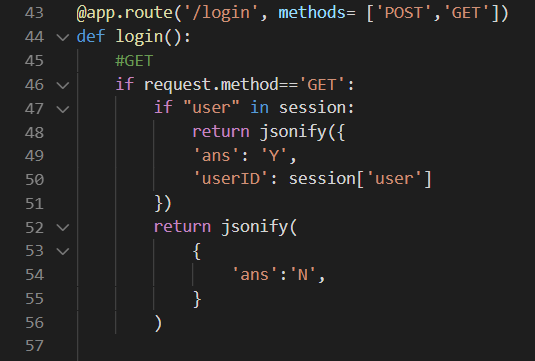 43 @app.route('/login', methods= ['POST','GET'])
44 def login():
45     #GET
46     if request.method=='GET':
47         if "user" in session:
48             return jsonify({
49             'ans': 'Y',
50             'userID': session['user']
51         })
52         return jsonify(
53             {
54                 'ans':'N',
55             }
56         )
57